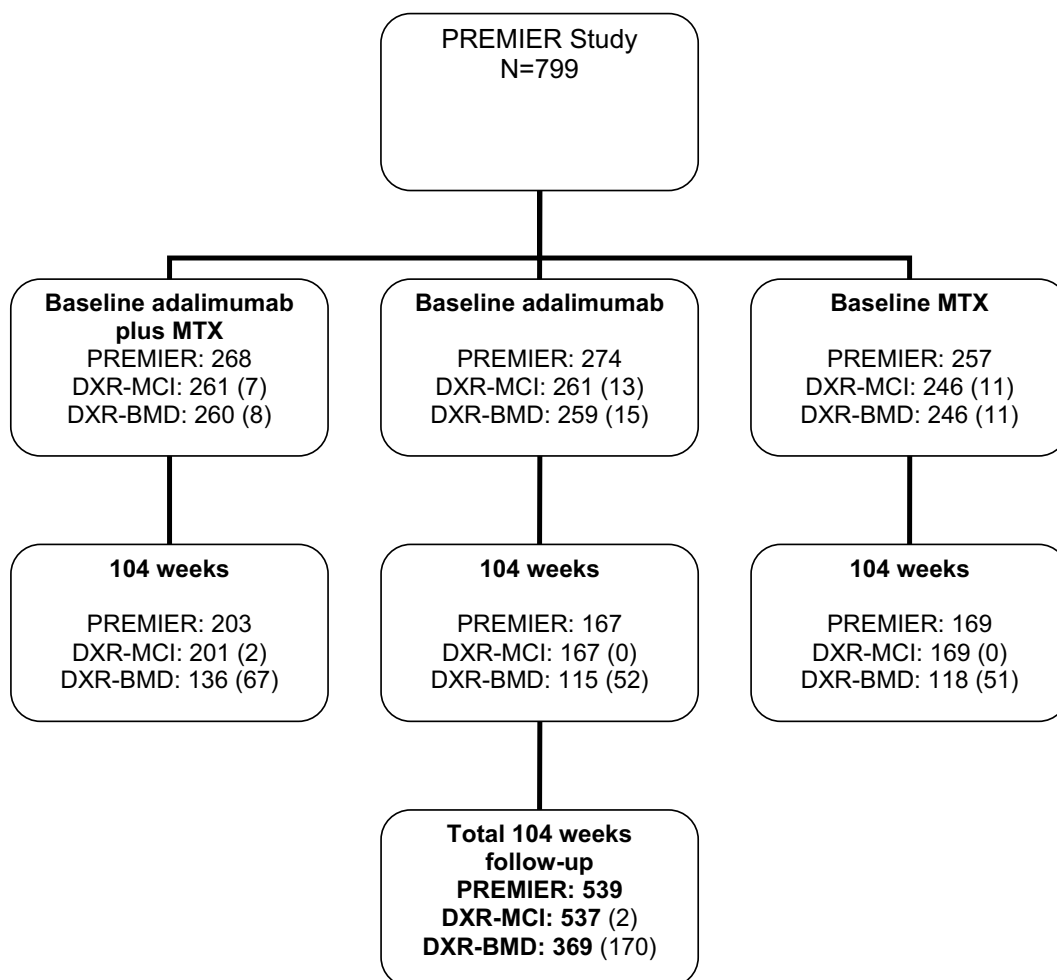 PREMIER Study
N=799
Baseline adalimumab
plus MTX
PREMIER: 268
DXR-MCI: 261 (7)
DXR-BMD: 260 (8)
Baseline adalimumab
PREMIER: 274
DXR-MCI: 261 (13)
DXR-BMD: 259 (15)
Baseline MTX
PREMIER: 257
DXR-MCI: 246 (11)
DXR-BMD: 246 (11)
104 weeks
PREMIER: 203
DXR-MCI: 201 (2)
DXR-BMD: 136 (67)
104 weeks
PREMIER: 167
DXR-MCI: 167 (0)
DXR-BMD: 115 (52)
104 weeks
PREMIER: 169
DXR-MCI: 169 (0)
DXR-BMD: 118 (51)
Total 104 weeks
follow-up
PREMIER: 539
DXR-MCI: 537 (2)
DXR-BMD: 369 (170)